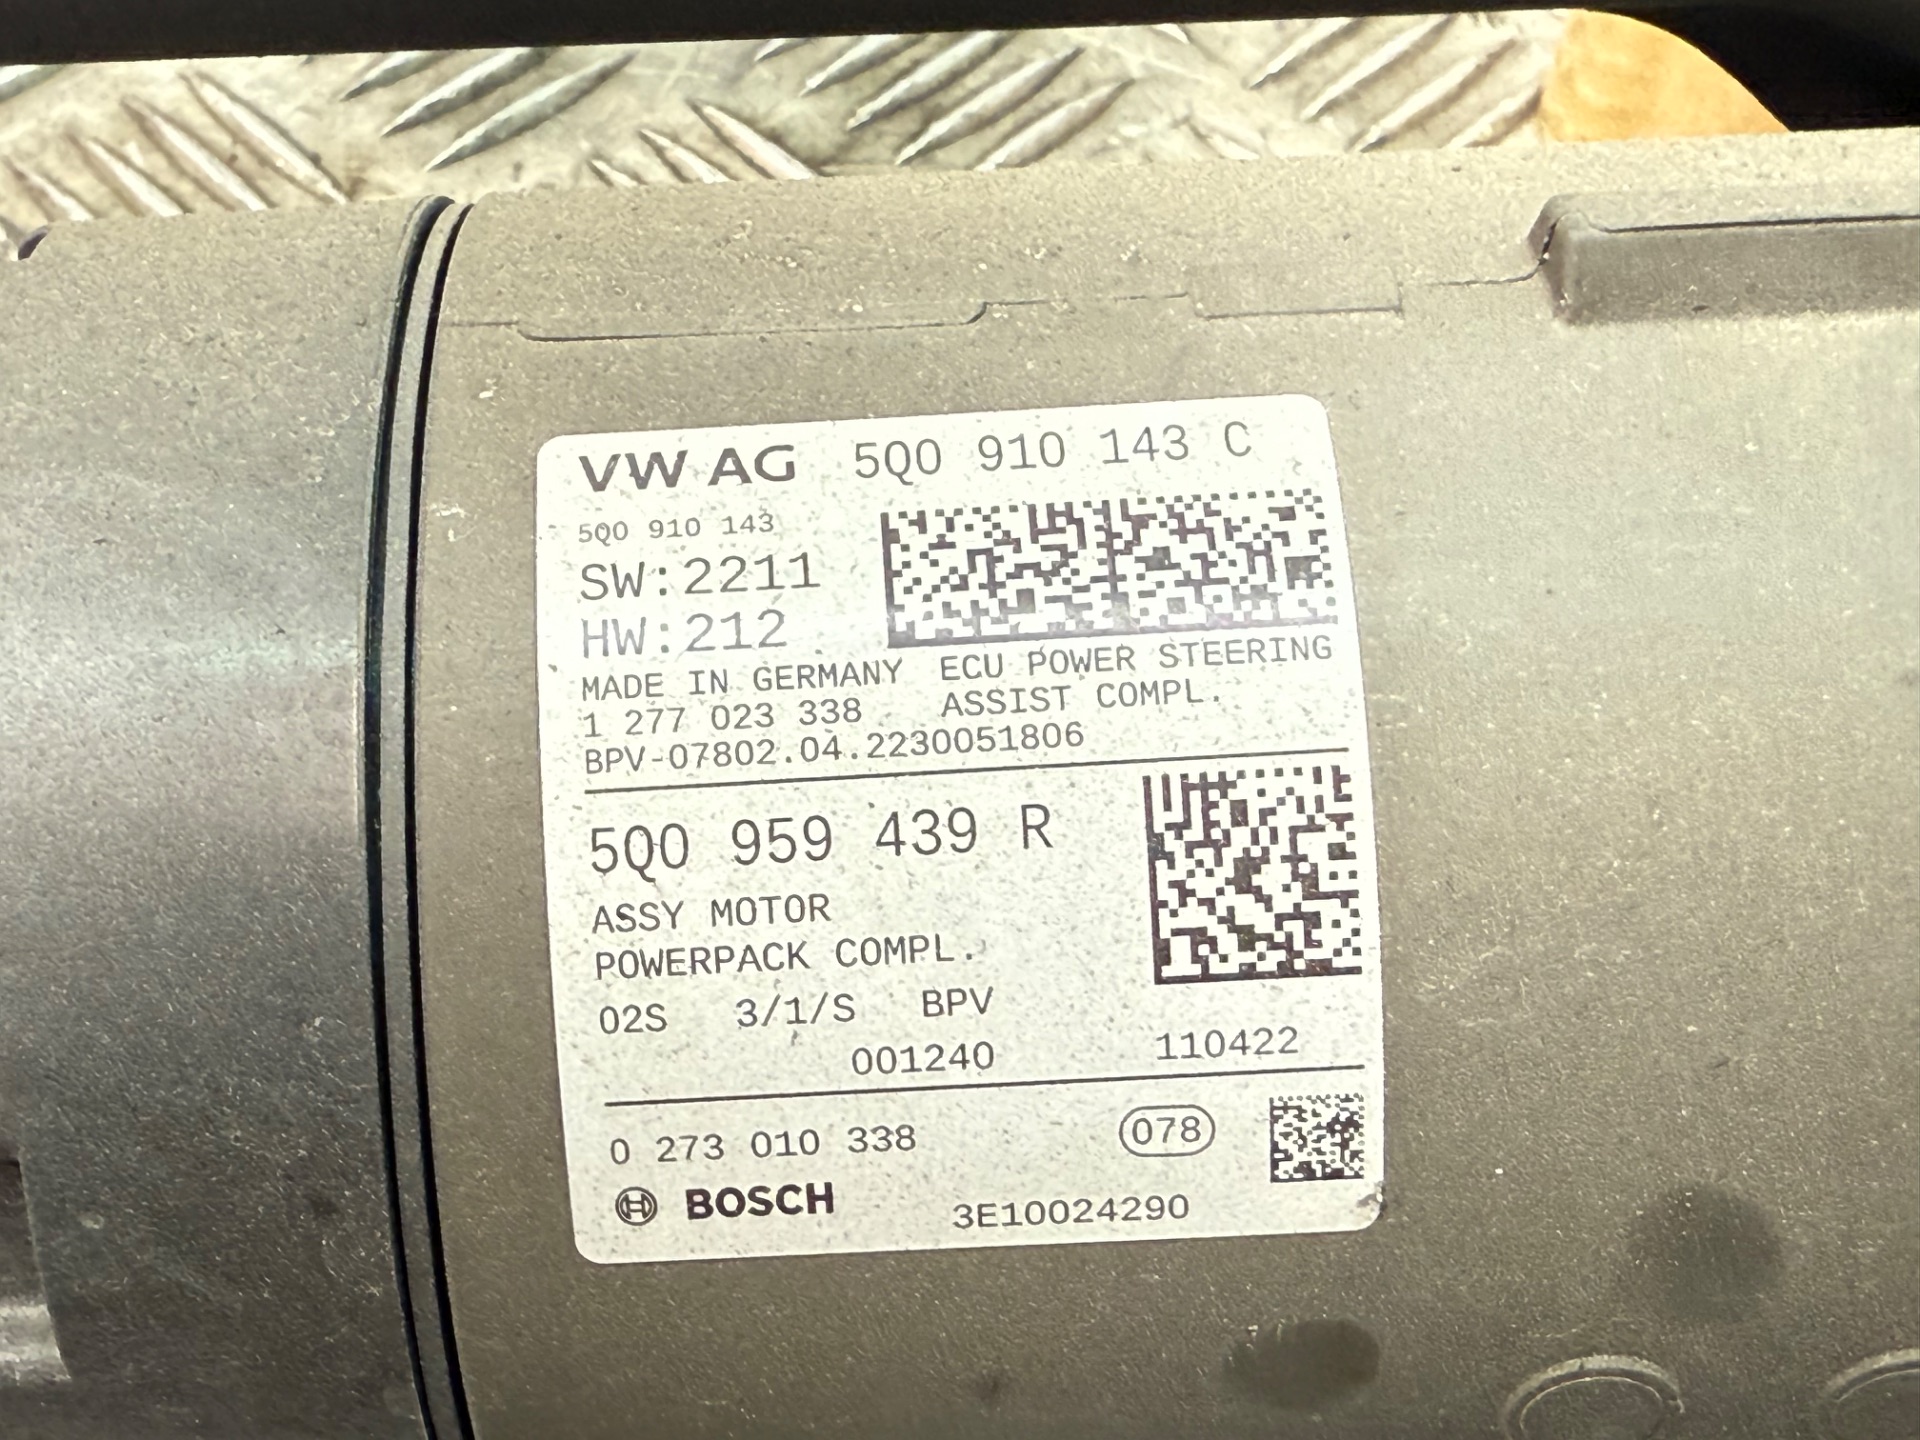 VW AG 5Q0 910 143 C
5Q0 910 143
SW:2211
HW:212
MADE IN GERMANY ECU POWER STEERING
1 277 023 338 ASSIST COMPL.
BPV-07802.04.2230051806
5Q0 959 439 R
ASSY MOTOR
POWERPACK COMPL.
02S 3/1/S BPV
001240 110422
0 273 010 338 078
BOSCH 3E10024290